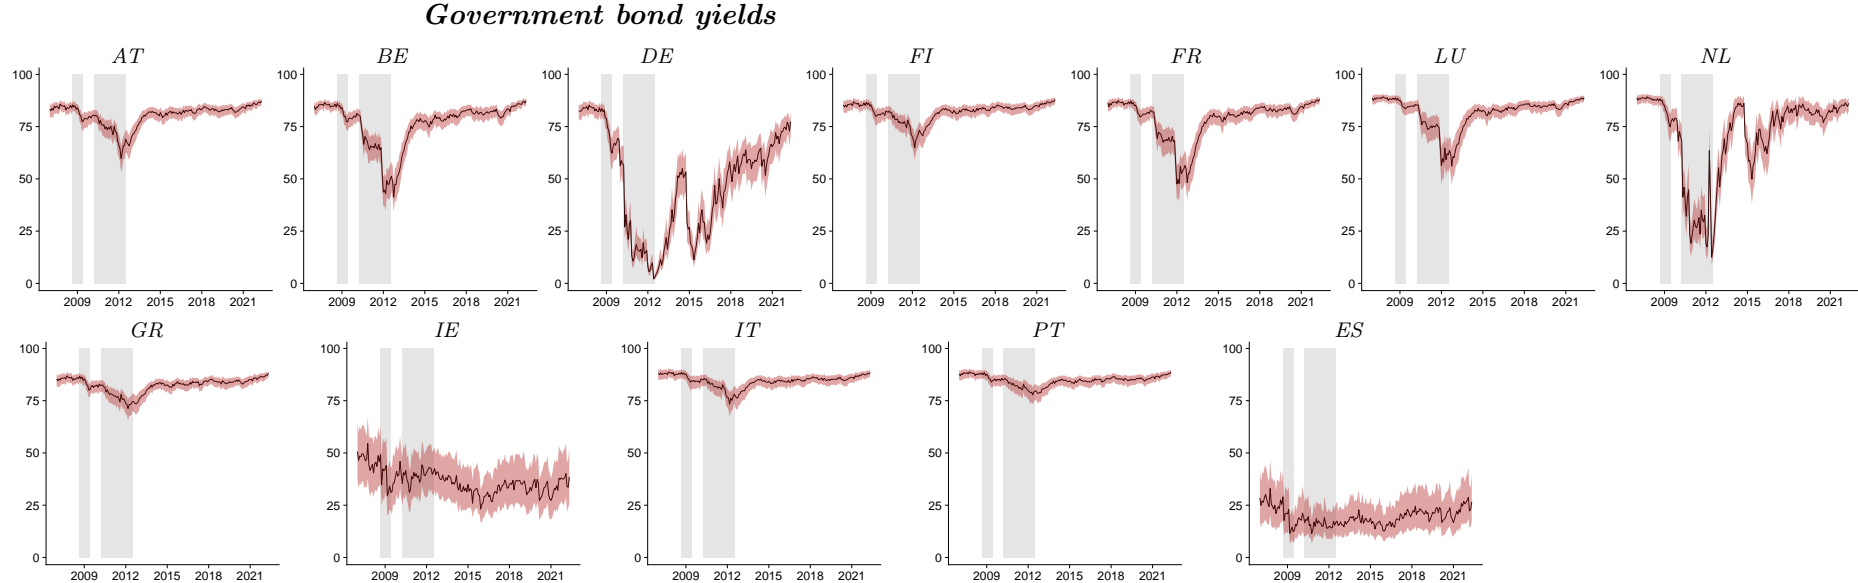 Government bond yields
AT BE DE FI FR LU NL
100 100 100 100 100 100 100
75 75 75 75 75 75 75
50 50 50 50 50 50 50
25 25 25 25 25 25 25
0 0 0 0 0 0 0
2009 2012 2015 2018 2021 2009 2012 2015 2018 2021 2009 2012 2015 2018 2021 2009 2012 2015 2018 2021 2009 2012 2015 2018 2021 2009 2012 2015 2018 2021 2009 2012 2015 2018 2021
GR IE IT PT ES
100 100 100 100 100
75 75 75 75 75
50 50 50 50 50
25 25 25 25 25
0 0 0 0 0
2009 2012 2015 2018 2021 2009 2012 2015 2018 2021 2009 2012 2015 2018 2021 2009 2012 2015 2018 2021 2009 2012 2015 2018 2021